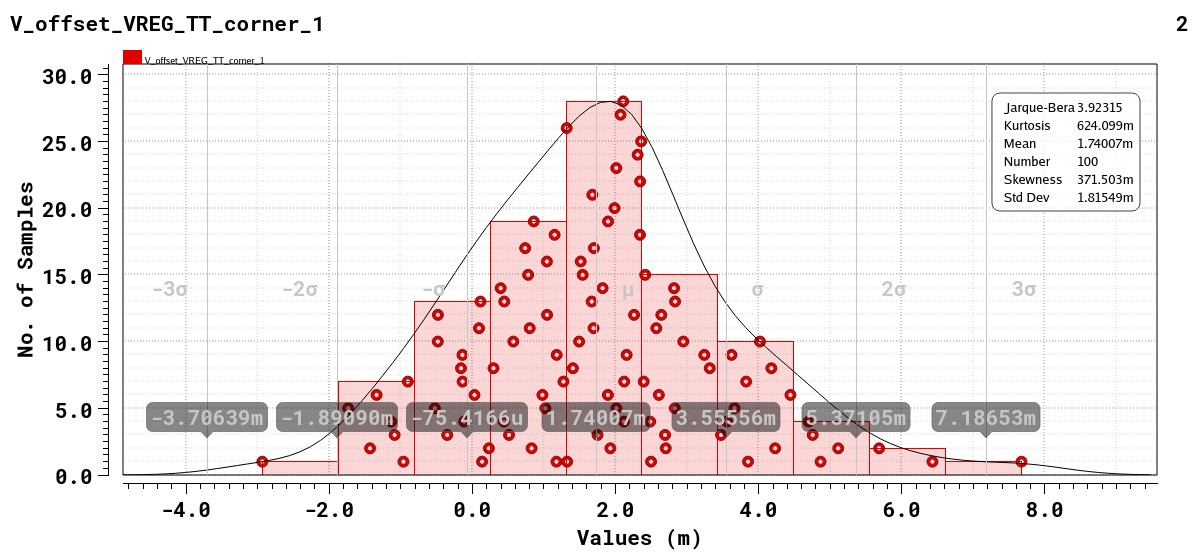 V_offset_VREG_TT_corner_1 2
V_offset_VREG_TT_corner_1
30.0
25.0
20.0
15.0
10.0
5.0
0.0
No. of Samples
Jarque-Bera 3.92315
Kurtosis 624.099m
Mean 1.74007m
Number 100
Skewness 371.503m
Std Dev 1.81549m
−3σ −2σ −σ μ σ 2σ 3σ
−3.70639m −1.89090m −75.4166u 1.74007m 3.55556m 5.37105m 7.18653m
−4.0 −2.0 0.0 2.0 4.0 6.0 8.0
Values (m)